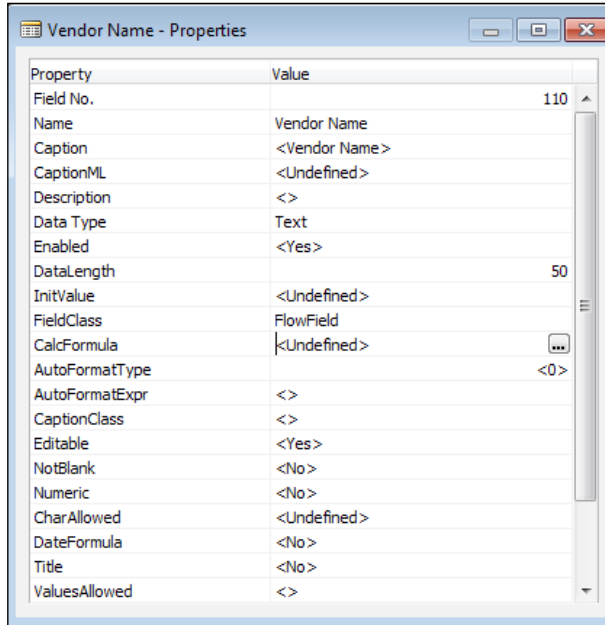 Vendor Name - Properties
Property Value
Field No. 110
Name Vendor Name
Caption <Vendor Name>
CaptionML <Undefined>
Description <>
Data Type Text
Enabled <Yes>
DataLength 50
InitValue <Undefined>
FieldClass FlowField
CalcFormula <Undefined> ...
AutoFormatType <0>
AutoFormatExpr <>
CaptionClass <>
Editable <Yes>
NotBlank <No>
Numeric <No>
CharAllowed <Undefined>
DateFormula <No>
Title <No>
ValuesAllowed <>